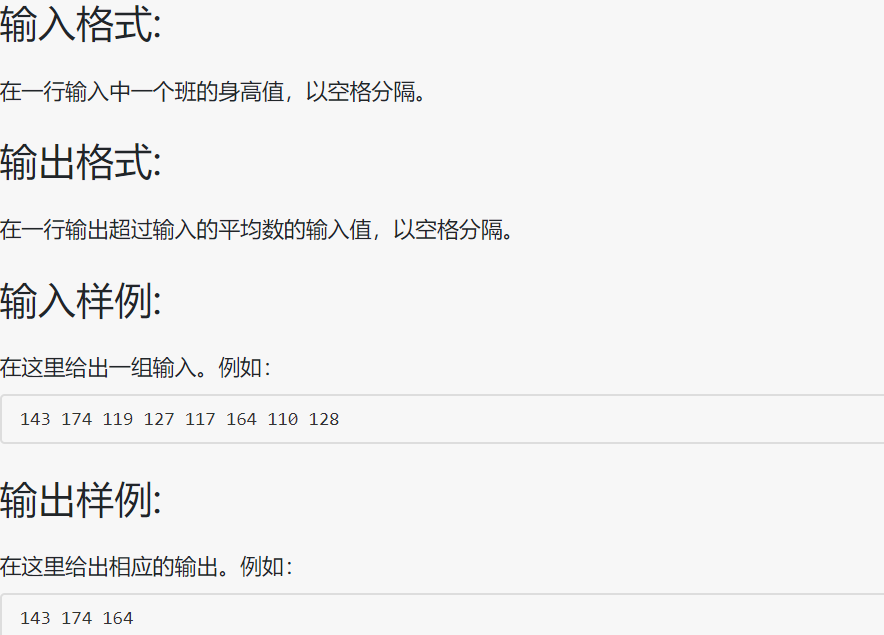 输入格式:
在一行输入中一个班的身高值，以空格分隔。
输出格式:
在一行输出超过输入的平均数的输入值，以空格分隔。
输入样例:
在这里给出一组输入。例如：
143 174 119 127 117 164 110 128
输出样例:
在这里给出相应的输出。例如：
143 174 164